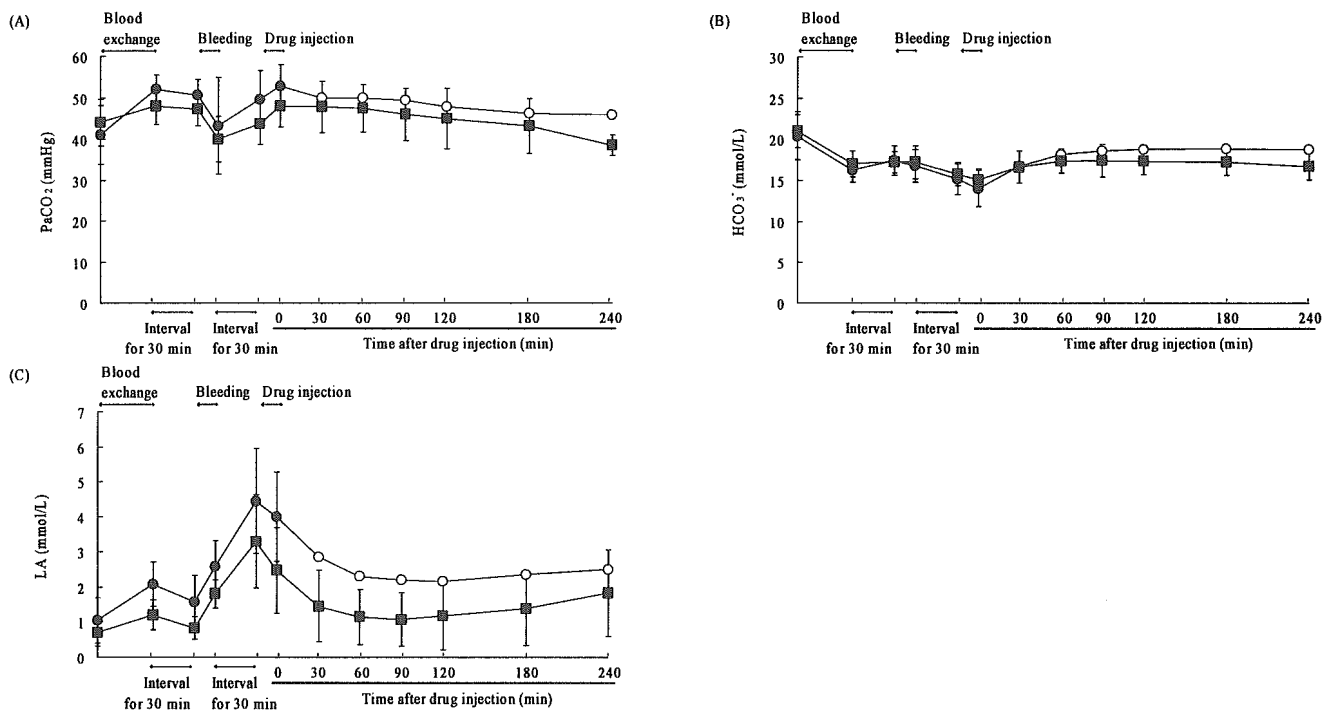 (A)
Blood
exchange
Bleeding
Drug injection
60
50
40
30
20
10
0
PaCO2 (mmHg)
0 30 60 90 120 180 240
Interval
for 30 min
Interval
for 30 min
Time after drug injection (min)
(B)
Blood
exchange
Bleeding
Drug injection
30
25
20
15
10
5
0
HCO3- (mmol/L)
0 30 60 90 120 180 240
Interval
for 30 min
Interval
for 30 min
Time after drug injection (min)
(C)
Blood
exchange
Bleeding
Drug injection
7
6
5
4
3
2
1
0
LA (mmol/L)
0 30 60 90 120 180 240
Interval
for 30 min
Interval
for 30 min
Time after drug injection (min)